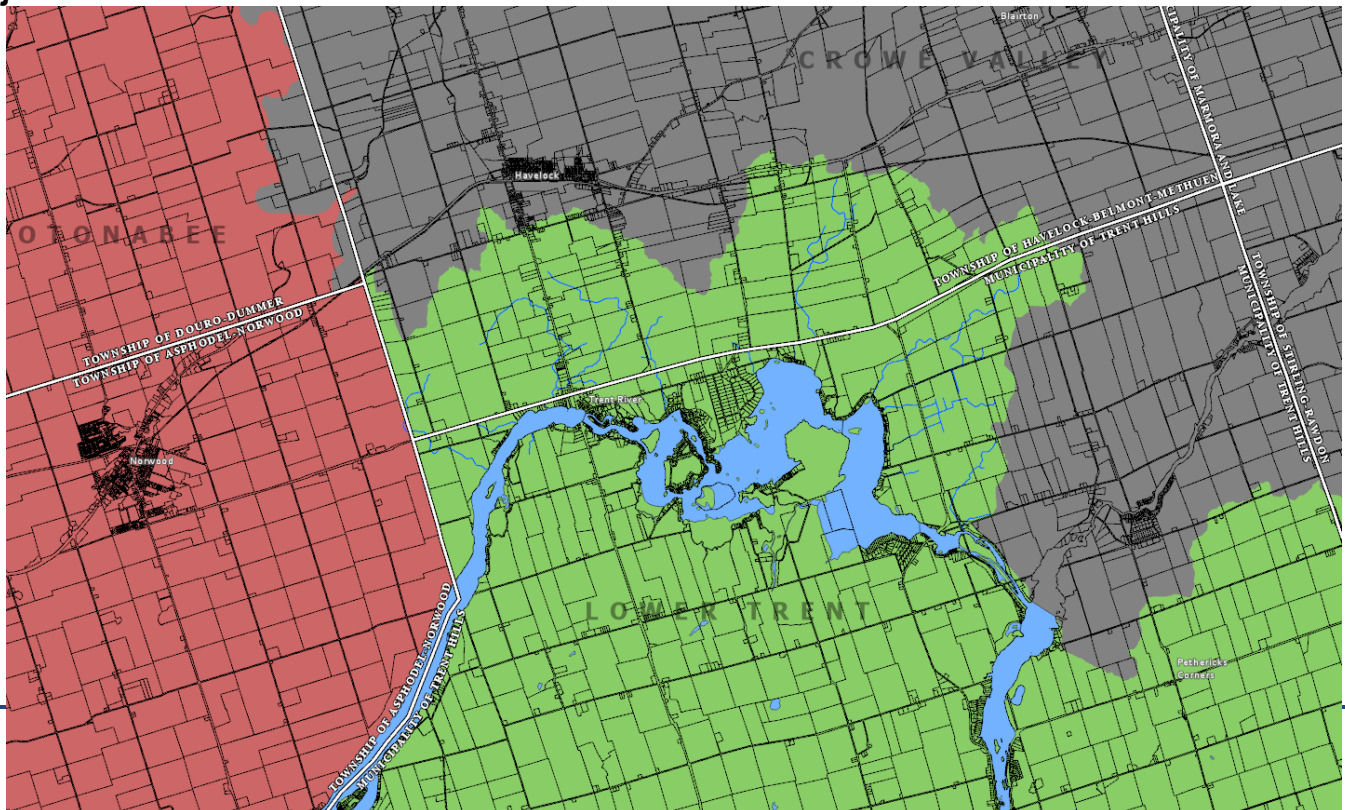 Blairton
CROWE VALLEY
CIPALITY OF MARMORA AND LAKE
Havelock
OTONABEE
TOWNSHIP OF HAVELOCK-BELMONT-METHUEN
MUNICIPALITY OF TRENT HILLS
TOWNSHIP OF DOURO-DUMMER
TOWNSHIP OF ASPHODEL-NORWOOD
TOWNSHIP OF STIRLING-RAWDON
MUNICIPALITY OF TRENT HILLS
Trent River
Norwood
LOWER TRENT
TOWNSHIP OF ASPHODEL-NORWOOD
MUNICIPALITY OF TRENT HILLS
Pethericks
Corners